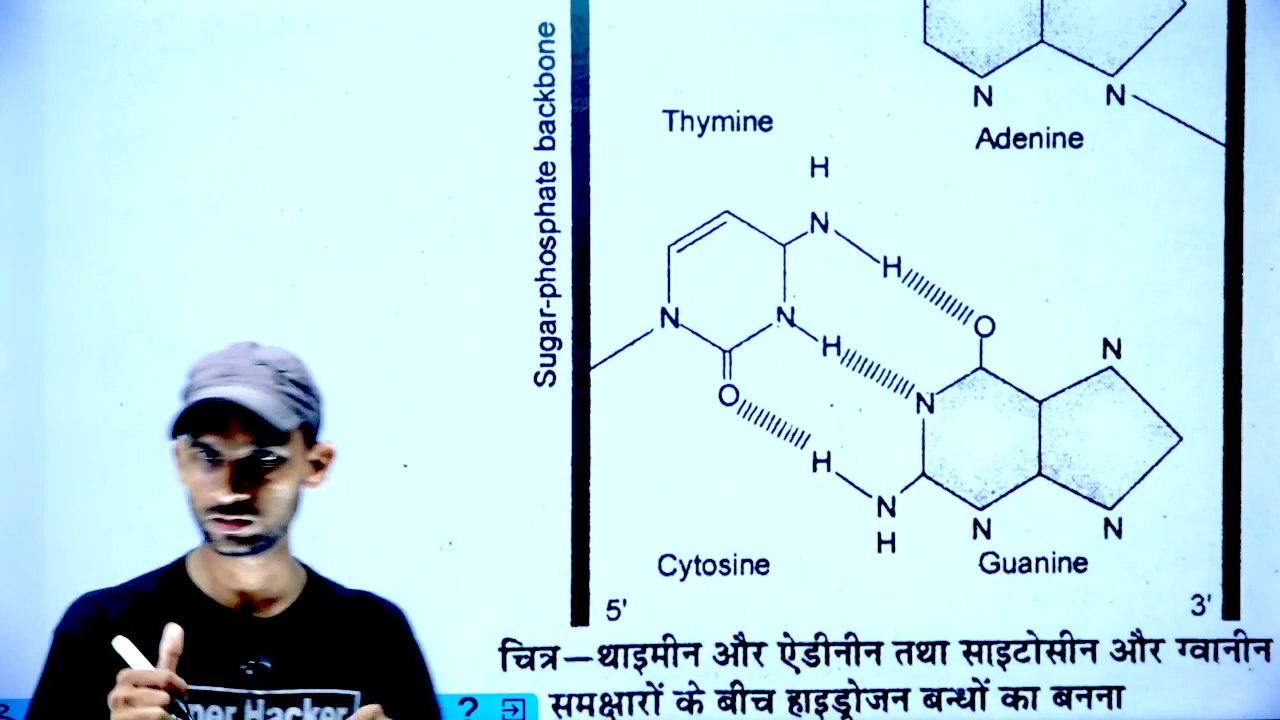 Sugar-phosphate backbone
N
N
Thymine
Adenine
H
N
H
O
N
N
H
N
N
O
H
N
H
N
N
Cytosine
Guanine
5'
3'
चित्र–थाइमीन और ऐडीनीन तथा साइटोसीन और ग्वानीन
समक्षारों के बीच हाइड्रोजन बन्धों का बनना
Hacker
?